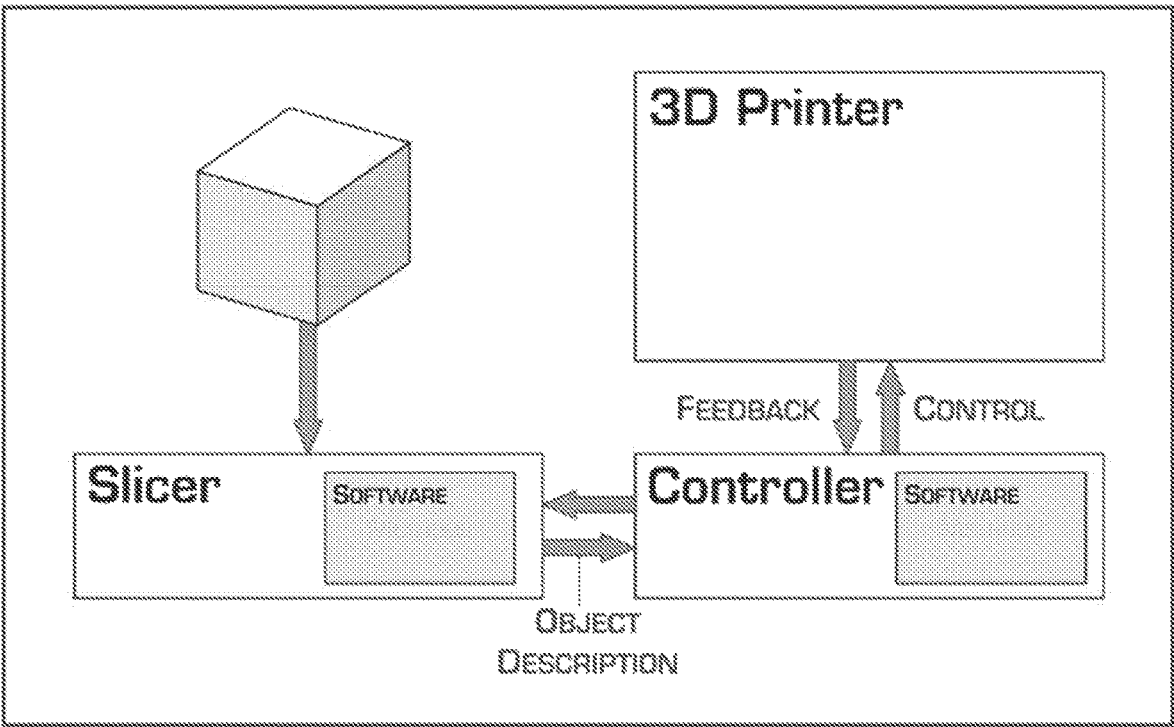 3D Printer
FEEDBACK
CONTROL
Slicer
SOFTWARE
Controller
SOFTWARE
OBJECT
DESCRIPTION